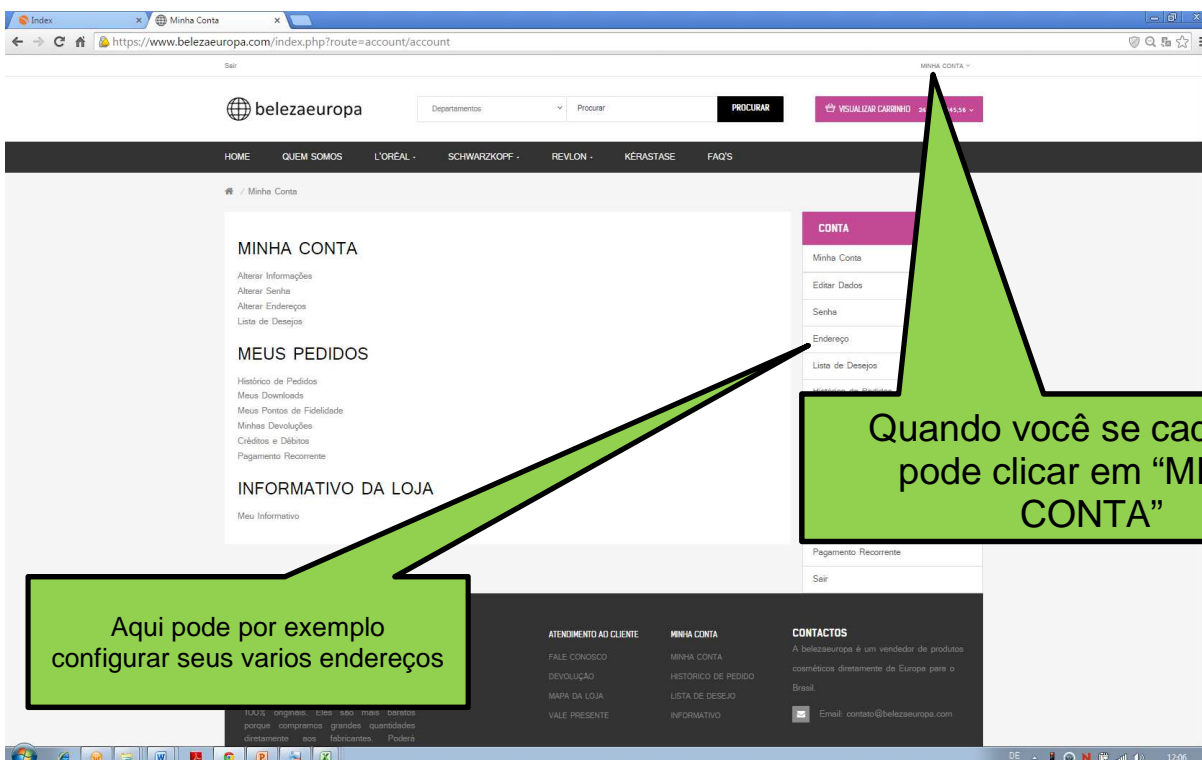 Index
Minha Conta
https://www.belezaeuropa.com/index.php?route=account/account
Sair
MINHA CONTA
belezaeuropa
Departamentos
Procurar
PROCURAR
VISUALIZAR CARRINHO
HOME QUEM SOMOS L'ORÉAL - SCHWARZKOPF - REVLON - KÉRASTASE FAQ'S
/ Minha Conta
MINHA CONTA
Alterar Informações
Alterar Senha
Alterar Endereços
Lista de Desejos
MEUS PEDIDOS
Histórico de Pedidos
Meus Downloads
Meus Pontos de Fidelidade
Minhas Devoluções
Créditos e Débitos
Pagamento Recorrente
INFORMATIVO DA LOJA
Meu Informativo
CONTA
Minha Conta
Editar Dados
Senha
Endereço
Lista de Desejos
Histórico de Pedidos
Pagamento Recorrente
Sair
Quando você se
pode clicar em
CONTA”
Aqui pode por exemplo
configurar seus varios endereços
100% originais. Eles são mais baratos
porque compramos grandes quantidades
diretamente aos fabricantes. Poderá
ATENDIMENTO AO CLIENTE
FALE CONOSCO
DEVOLUÇÃO
MAPA DA LOJA
VALE PRESENTE
MINHA CONTA
MINHA CONTA
HISTÓRICO DE PEDIDO
LISTA DE DESEJO
INFORMATIVO
CONTACTOS
A belezaeuropa é um vendedor de produtos
cosméticos diretamente da Europa para o
Brasil.
Email: contato@belezaeuropa.com
DE
12:06